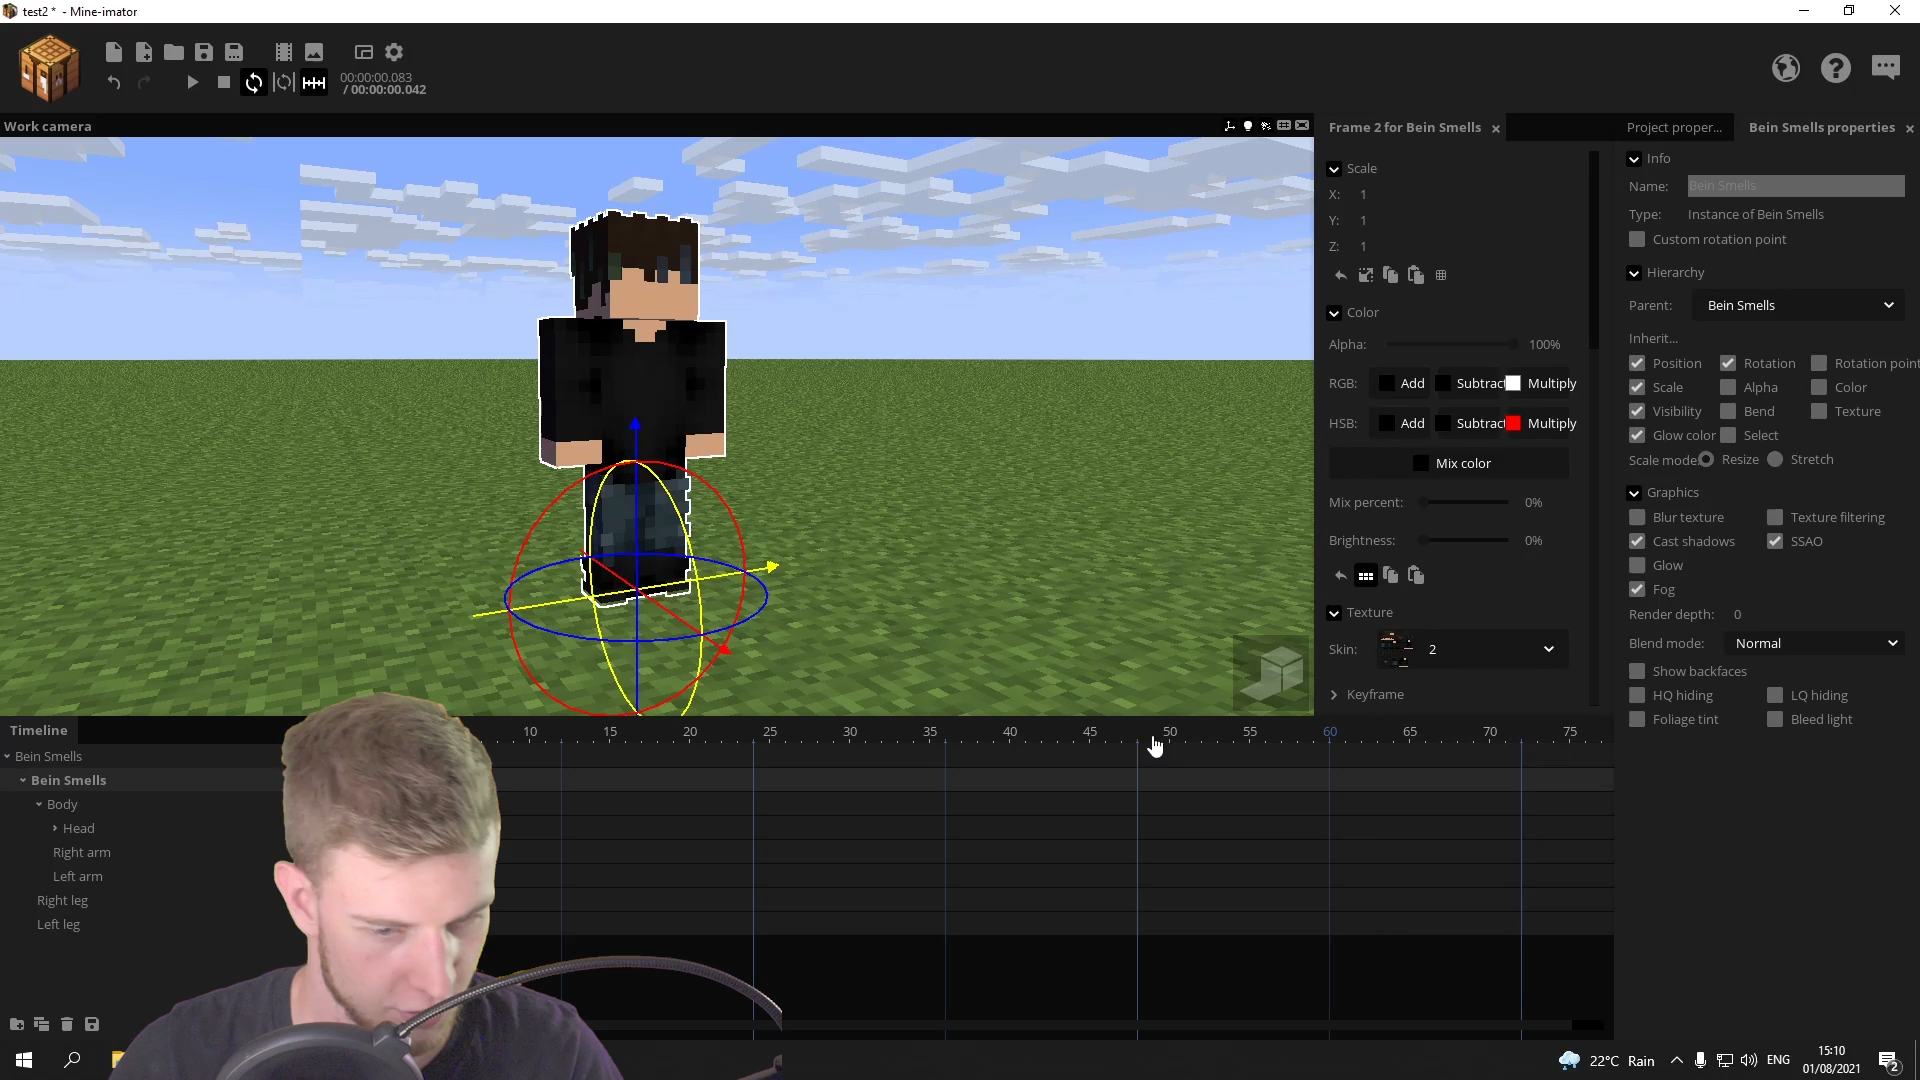 test2 * - Mine-imator
00:00:00.083
/ 00:00:00.042
Work camera
Frame 2 for Bein Smells
Scale
X: 1
Y: 1
Z: 1
Color
Alpha: 100%
RGB: Add Subtract Multiply
HSB: Add Subtract Multiply
Mix color
Mix percent: 0%
Brightness: 0%
Texture
Skin: 2
Keyframe
Project proper... Bein Smells properties
Info
Name: Bein Smells
Type: Instance of Bein Smells
Custom rotation point
Hierarchy
Parent: Bein Smells
Inherit...
Position Rotation Rotation point
Scale Alpha Color
Visibility Bend Texture
Glow color Select
Scale mode Resize Stretch
Graphics
Blur texture Texture filtering
Cast shadows SSAO
Glow
Fog
Render depth: 0
Blend mode: Normal
Show backfaces
HQ hiding LQ hiding
Foliage tint Bleed light
Timeline
10 15 20 25 30 35 40 45 50 55 60 65 70 75
Bein Smells
Bein Smells
Body
Head
Right arm
Left arm
Right leg
Left leg
22°C Rain
ENG
15:10
01/08/2021
2